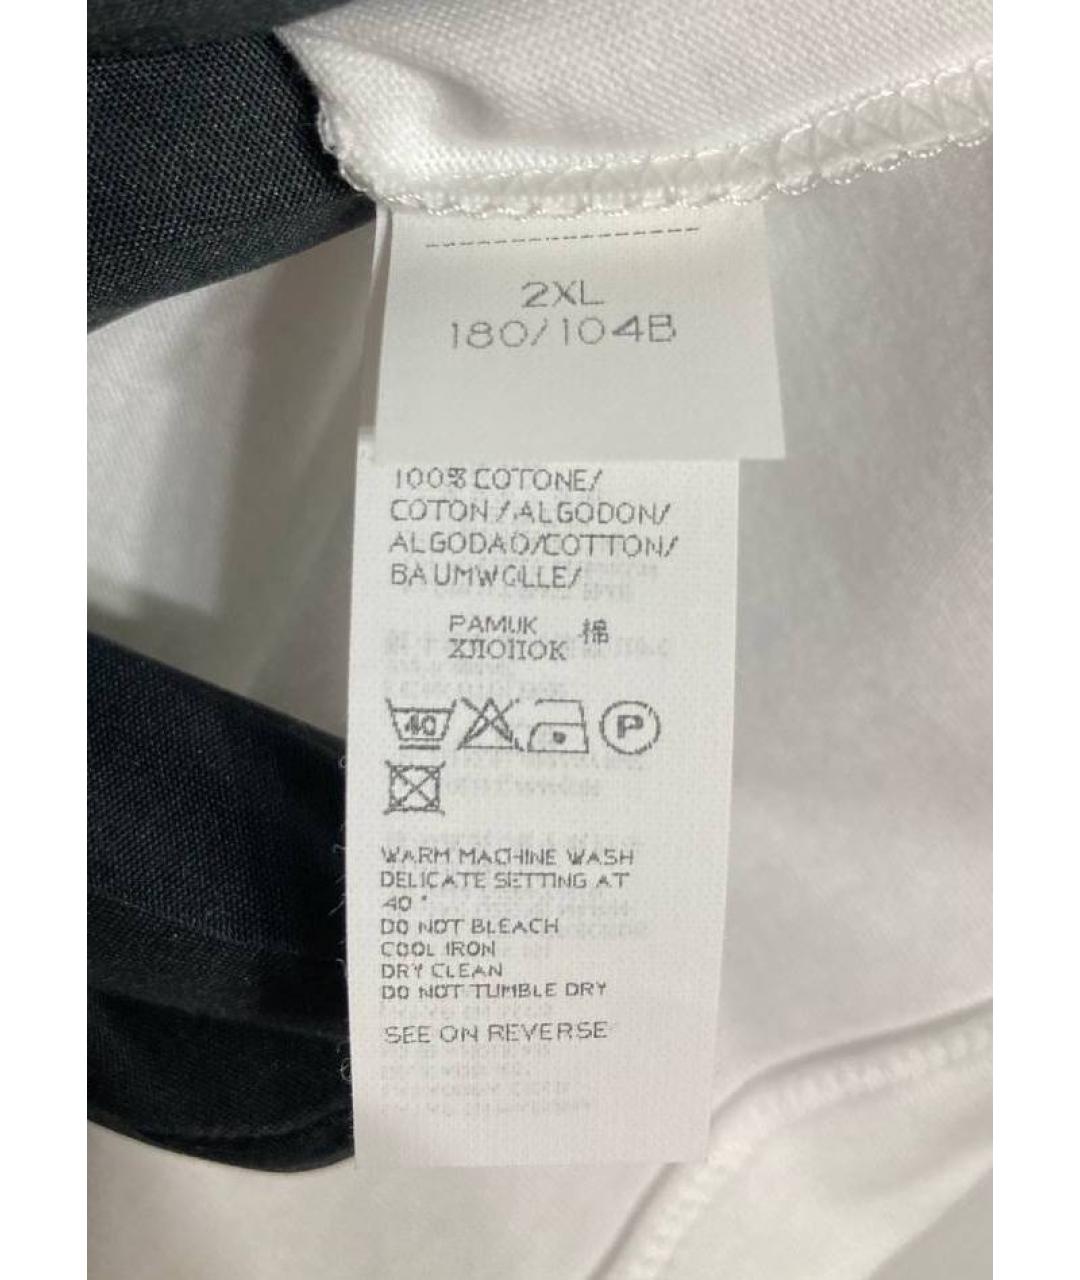 2XL
180/104B
100% COTONE/
COTON/ALGODON/
ALGODAO/COTTON/
BAUMWOLLE/
PAMUK 棉
ХЛОПОК
40
P
WARM MACHINE WASH
DELICATE SETTING AT
40°
DO NOT BLEACH
COOL IRON
DRY CLEAN
DO NOT TUMBLE DRY
SEE ON REVERSE